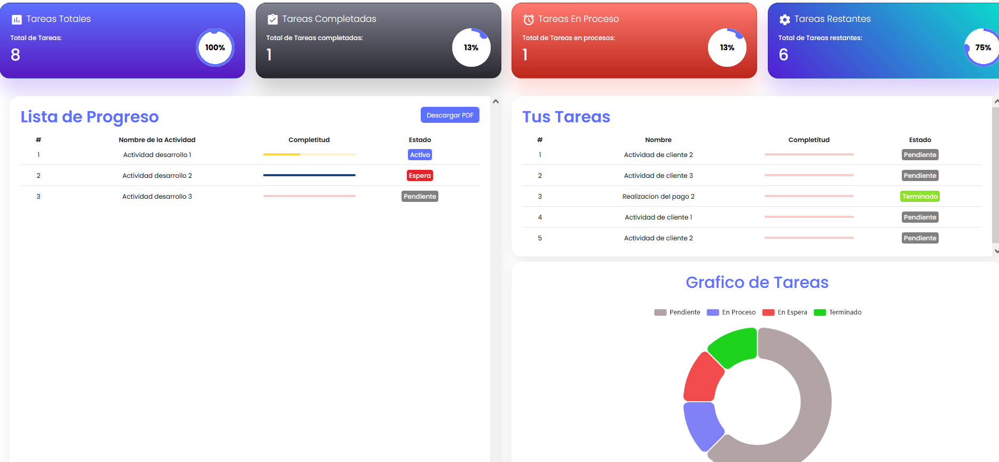 Tareas Totales
Total de Tareas:
8
100%
Tareas Completadas
Total de Tareas completadas:
1
13%
Tareas En Proceso
Total de Tareas en procesos:
1
13%
Tareas Restantes
Total de Tareas restantes:
6
75%
Lista de Progreso
Descargar PDF
# Nombre de la Actividad Completitud Estado
1 Actividad desarrollo 1 Activo
2 Actividad desarrollo 2 Espera
3 Actividad desarrollo 3 Pendiente
Tus Tareas
# Nombre Completitud Estado
1 Actividad de cliente 2 Pendiente
2 Actividad de cliente 3 Pendiente
3 Realizacion del pago 2 Terminado
4 Actividad de cliente 1 Pendiente
5 Actividad de cliente 2 Pendiente
Grafico de Tareas
Pendiente En Proceso En Espera Terminado